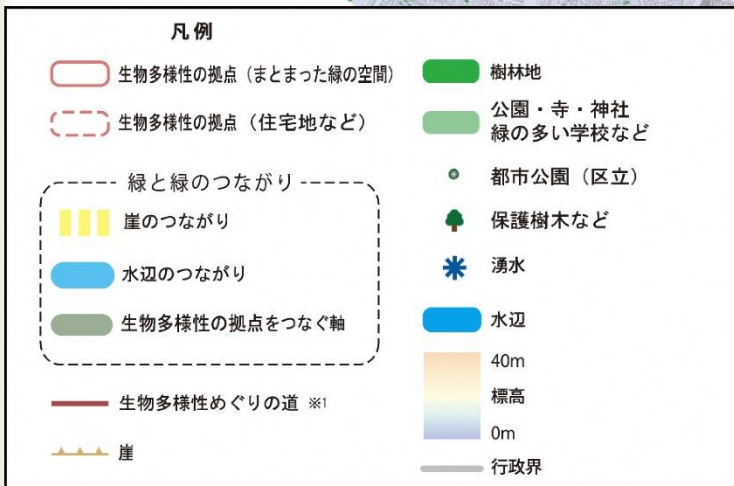 凡例
生物多様性の拠点（まとまった緑の空間）
生物多様性の拠点（住宅地など）
緑と緑のつながり
崖のつながり
水辺のつながり
生物多様性の拠点をつなぐ軸
生物多様性めぐりの道 ※1
崖
樹林地
公園・寺・神社
緑の多い学校など
都市公園（区立）
保護樹木など
湧水
水辺
40m
標高
0m
行政界